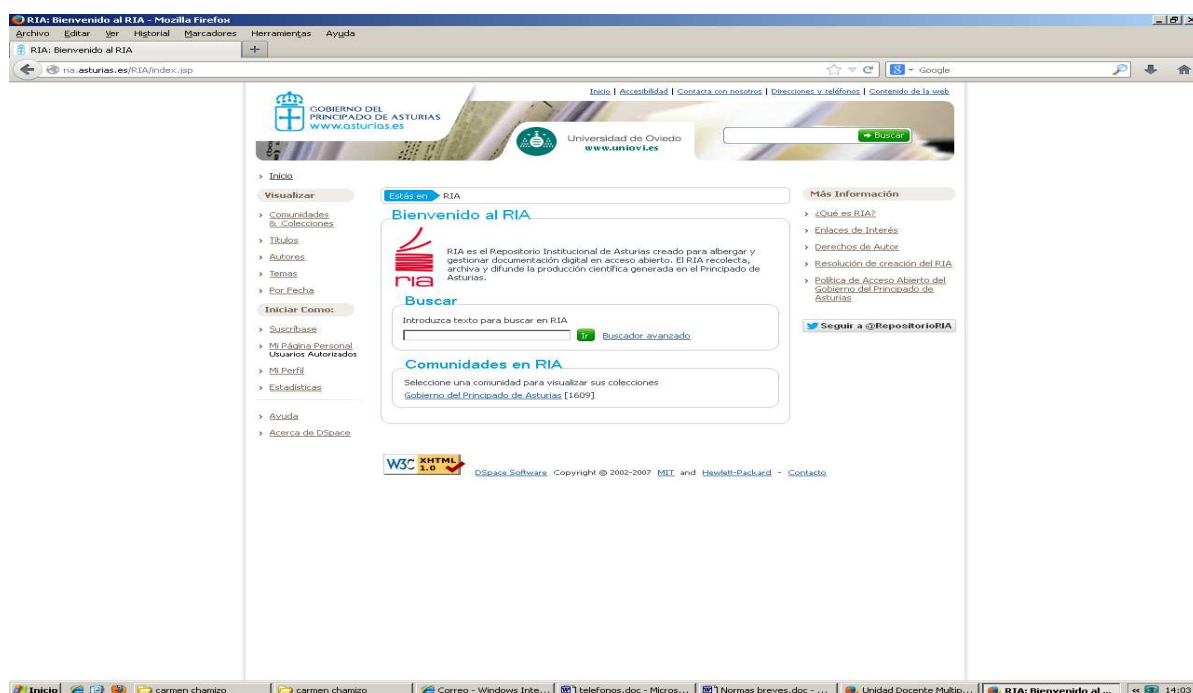 RIA: Bienvenido al RIA - Mozilla Firefox
Archivo Editar Ver Historial Marcadores Herramientas Ayuda
RIA: Bienvenido al RIA
ria.asturias.es/RIA/index.jsp
Google
Inicio | Accesibilidad | Contacta con nosotros | Direcciones y teléfonos | Contenido de la web
GOBIERNO DEL
PRINCIPADO DE ASTURIAS
www.asturias.es
Universidad de Oviedo
www.uniovi.es
Buscar
Inicio
Visualizar
Comunidades
& Colecciones
Títulos
Autores
Temas
Por Fecha
Iniciar Como:
Suscríbase
Mi Página Personal
Usuarios Autorizados
Mi Perfil
Estadísticas
Ayuda
Acerca de DSpace
Estás en RIA
Bienvenido al RIA
ria
RIA es el Repositorio Institucional de Asturias creado para albergar y
gestionar documentación digital en acceso abierto. El RIA recolecta,
archiva y difunde la producción científica generada en el Principado de
Asturias.
Buscar
Introduzca texto para buscar en RIA
Ir Buscador avanzado
Comunidades en RIA
Seleccione una comunidad para visualizar sus colecciones
Gobierno del Principado de Asturias [1609]
Más Información
¿Qué es RIA?
Enlaces de Interés
Derechos de Autor
Resolución de creación del RIA
Política de Acceso Abierto del
Gobierno del Principado de
Asturias
Seguir a @RepositorioRIA
W3C XHTML 1.0
DSpace Software Copyright © 2002-2007 MIT and Hewlett-Packard - Contacto
Inicio carmen chamizo carmen chamizo Correo - Windows Inte... telefonos.doc - Micros... Normas breves.doc - ... Unidad Docente Multip... RIA: Bienvenido al ... 14:03